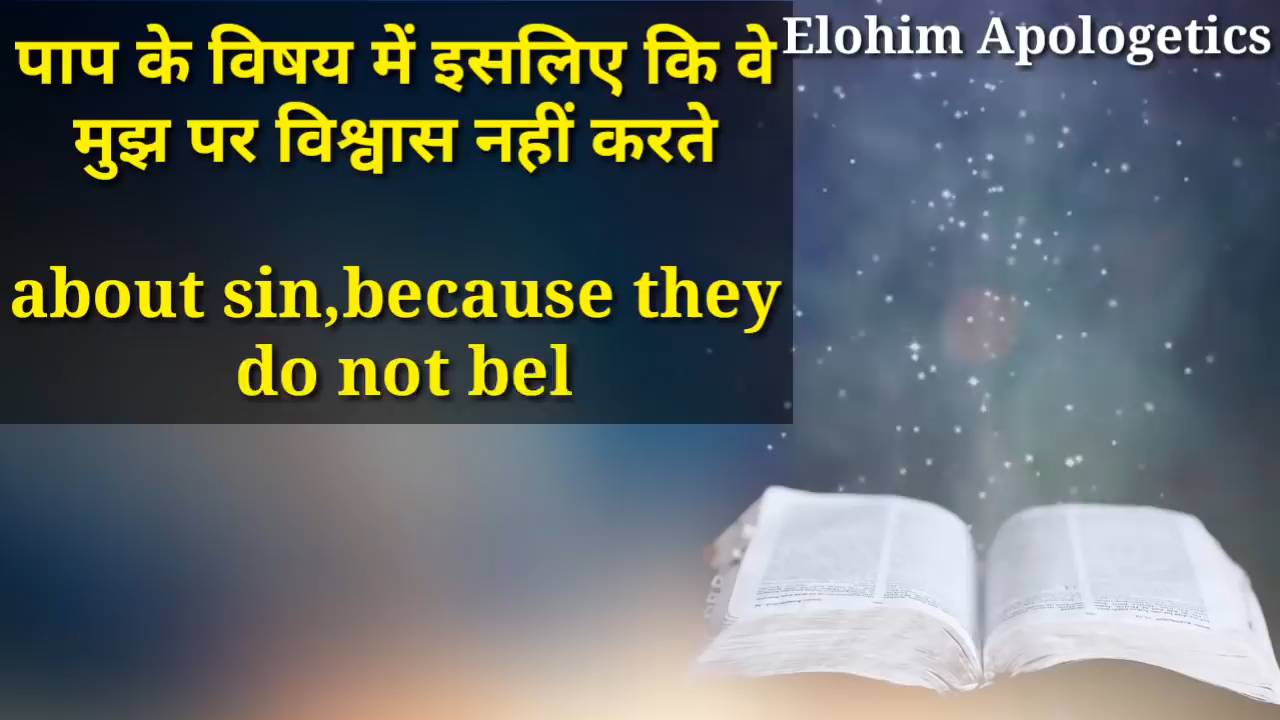 Elohim Apologetics
पाप के विषय में इसलिए कि वे
मुझ पर विश्वास नहीं करते
about sin,because they
do not bel